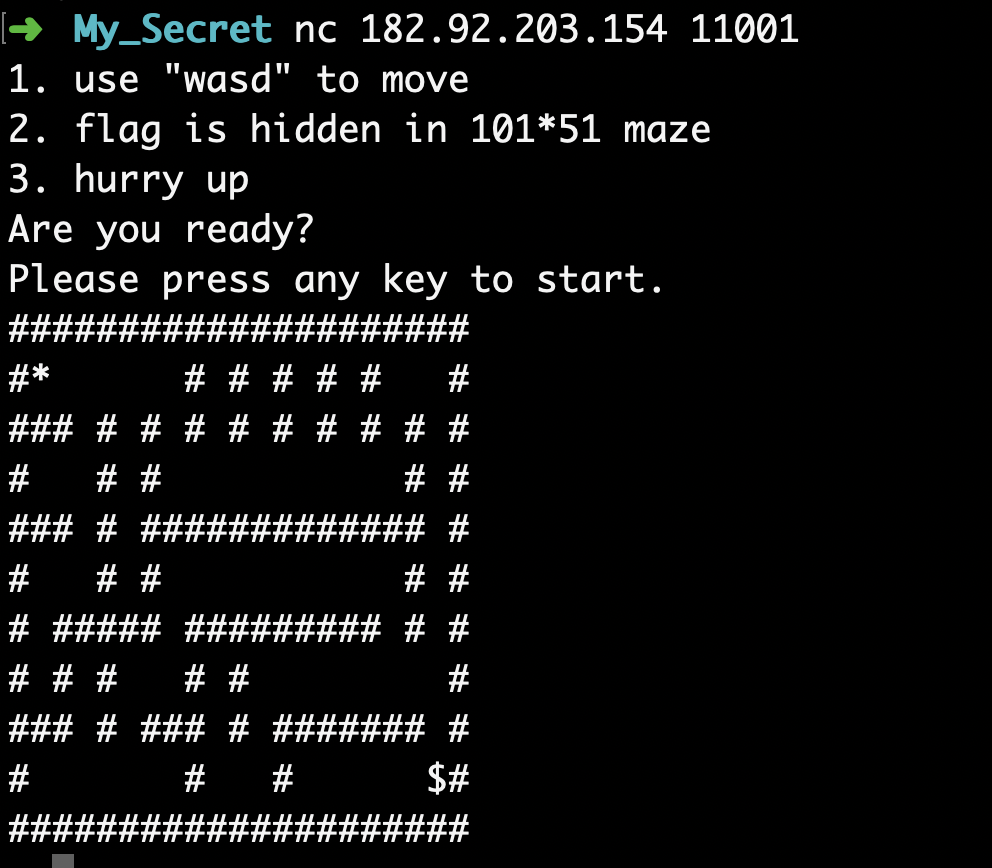 ➜ My_Secret nc 182.92.203.154 11001
1. use "wasd" to move
2. flag is hidden in 101*51 maze
3. hurry up
Are you ready?
Please press any key to start.
#####################
#*      # # # # #   #
### # # # # # # # # #
#   # #           # #
### # ############# #
#   # #           # #
# ##### ######### # #
# # #   # #         #
### # ### # ####### #
#       #   #      $#
#####################